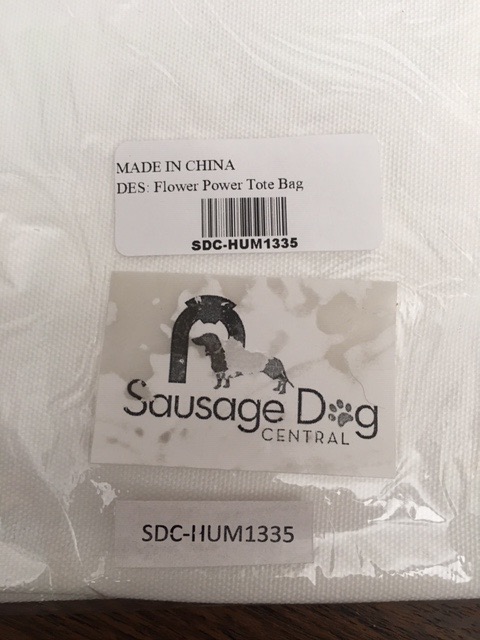 MADE IN CHINA
DES: Flower Power Tote Bag
SDC-HUM1335
Sausage Dog
CENTRAL
SDC-HUM1335